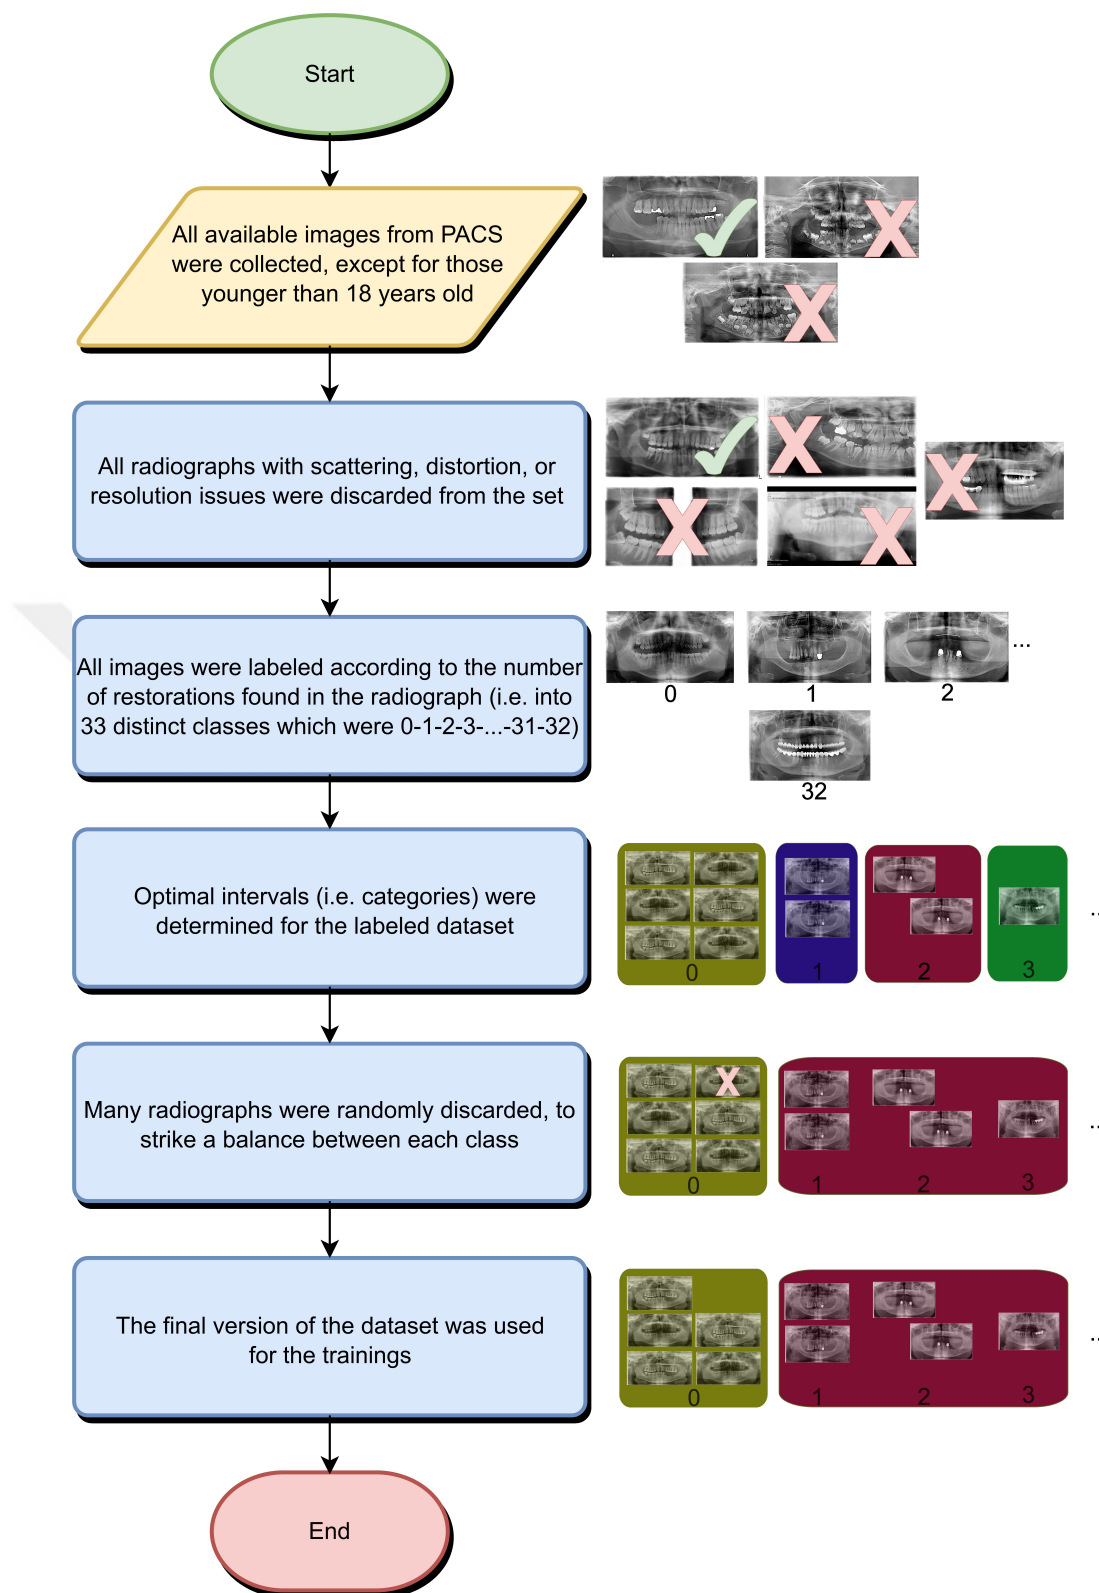 Start
All available images from PACS
were collected, except for those
younger than 18 years old
All radiographs with scattering, distortion, or
resolution issues were discarded from the set
All images were labeled according to the number
of restorations found in the radiograph (i.e. into
33 distinct classes which were 0-1-2-3-...-31-32)
0
1
2
...
32
Optimal intervals (i.e. categories) were
determined for the labeled dataset
0
1
2
3
..
Many radiographs were randomly discarded, to
strike a balance between each class
0
1
2
3
..
The final version of the dataset was used
for the trainings
0
1
2
3
..
End